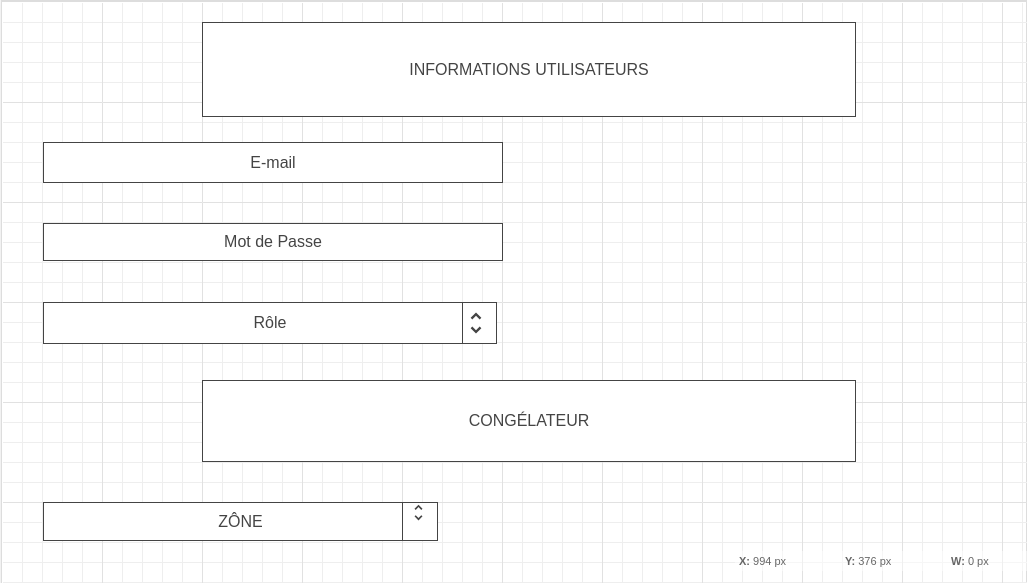 INFORMATIONS UTILISATEURS
E-mail
Mot de Passe
Rôle
CONGÉLATEUR
ZÔNE
X: 994 px Y: 376 px W: 0 px